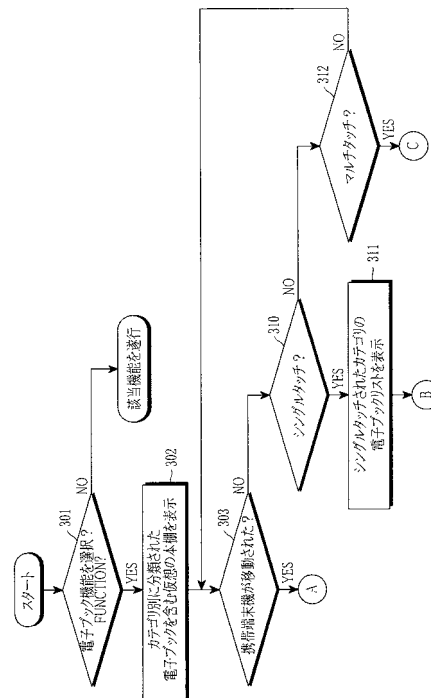 スタート
301
電子ブック機能を選択？
FUNCTION?
NO
該当機能を遂行
YES
302
カテゴリ別に分類された
電子ブックを含む仮想の本棚を表示
303
携帯端末機が移動された？
NO
YES
A
310
シングルタッチ？
NO
YES
311
シングルタッチされたカテゴリの
電子ブックリストを表示
B
312
マルチタッチ？
NO
YES
C